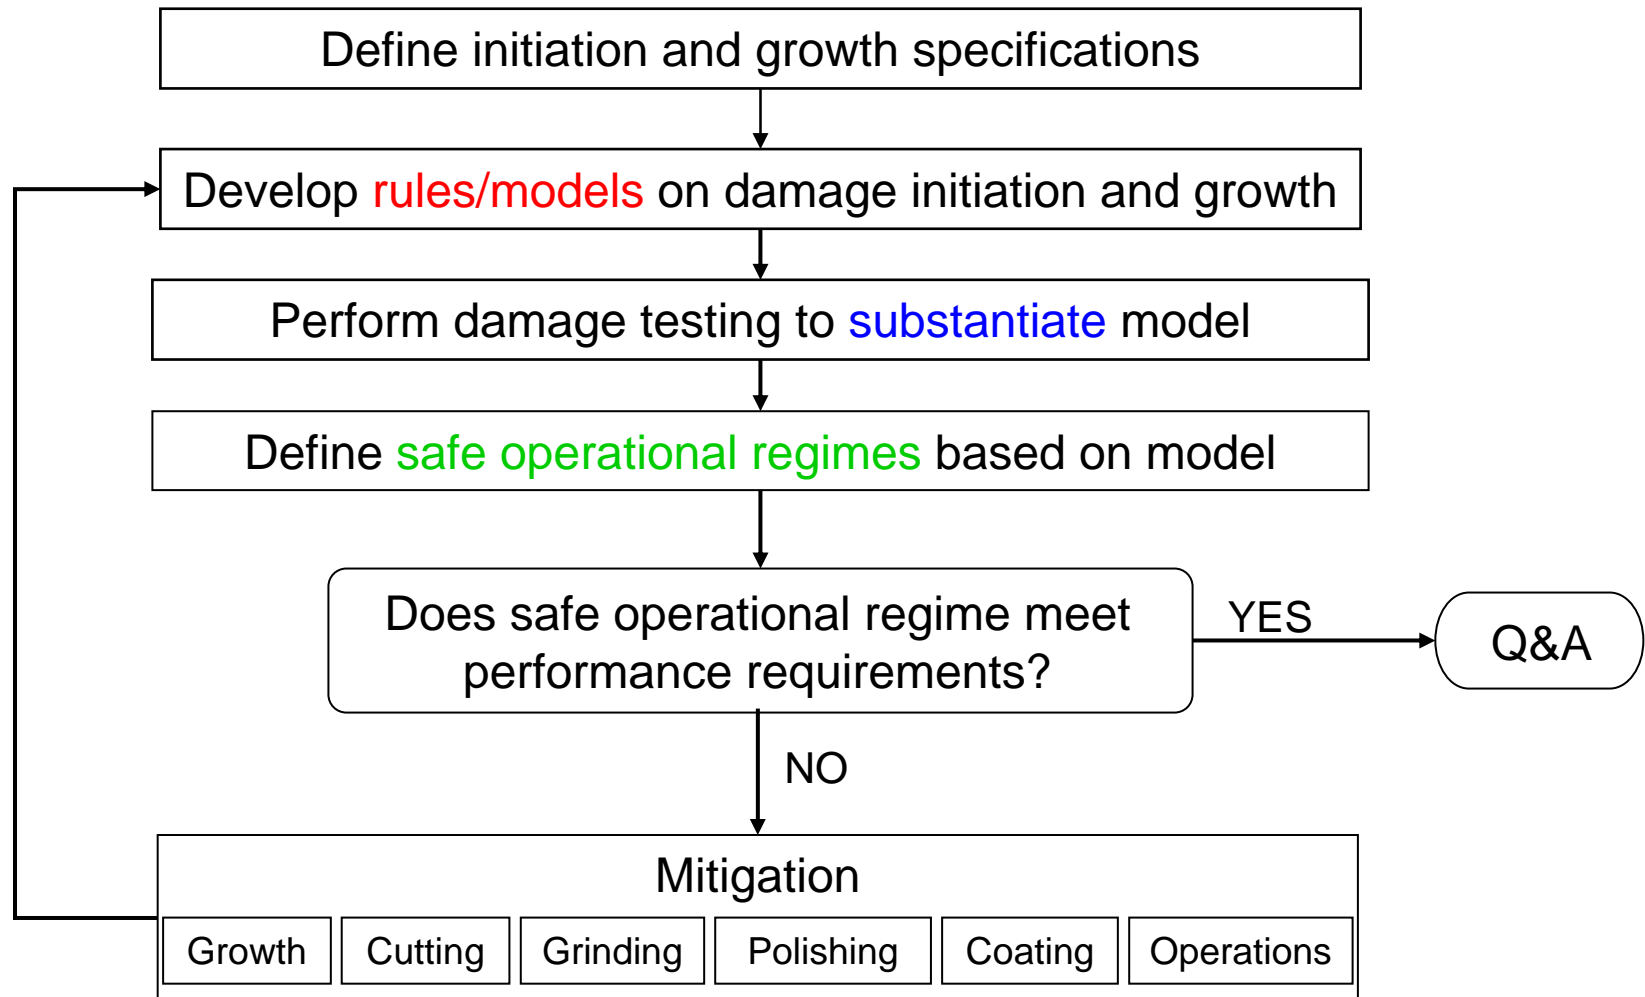 Define initiation and growth specifications
Develop rules/models on damage initiation and growth
Perform damage testing to substantiate model
Define safe operational regimes based on model
Does safe operational regime meet
performance requirements?
YES
Q&A
NO
Mitigation
Growth
Cutting
Grinding
Polishing
Coating
Operations